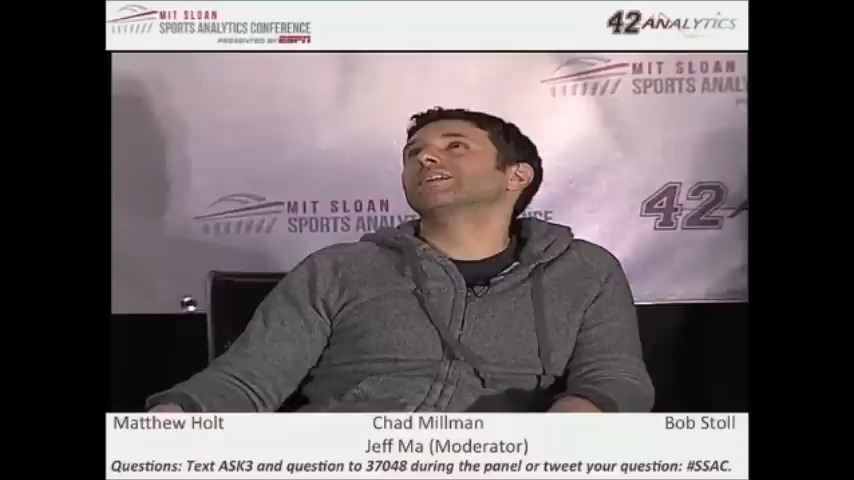 MIT SLOAN
SPORTS ANALYTICS CONFERENCE
PRESENTED BY ESPN
42 ANALYTICS
MIT SLOAN
SPORTS ANAL
MIT SLOAN
SPORTS ANALY NCE
42
Matthew Holt Chad Millman Bob Stoll
Jeff Ma (Moderator)
Questions: Text ASK3 and question to 37048 during the panel or tweet your question: #SSAC.